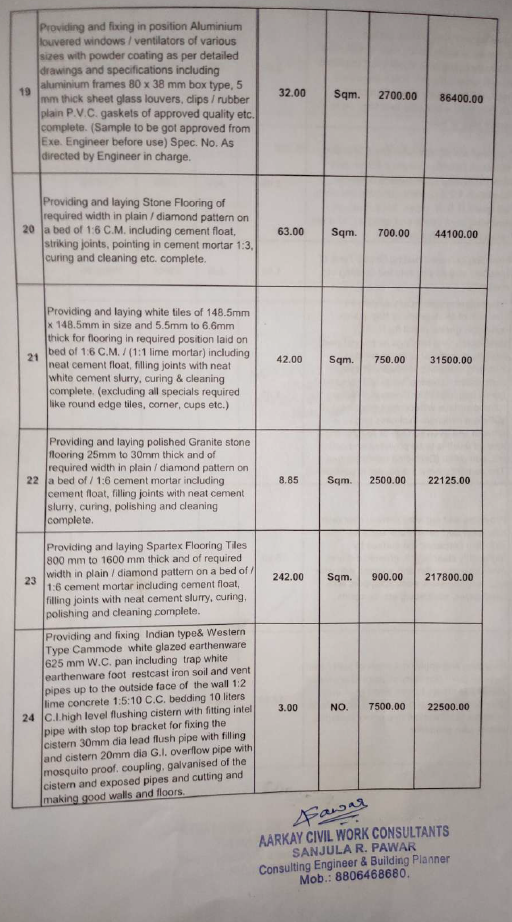 Providing and fixing in position Aluminium
louvered windows / ventilators of various
sizes with powder coating as per detailed
drawings and specifications including
19 aluminium frames 80 x 38 mm box type, 5 32.00 Sqm. 2700.00 86400.00
mm thick sheet glass louvers, clips / rubber
plain P.V.C. gaskets of approved quality etc.
complete. (Sample to be got approved from
Exe. Engineer before use) Spec. No. As
directed by Engineer in charge.
Providing and laying Stone Flooring of
required width in plain / diamond pattern on
20 a bed of 1:6 C.M. including cement float, 63.00 Sqm. 700.00 44100.00
striking joints, pointing in cement mortar 1:3,
curing and cleaning etc. complete.
Providing and laying white tiles of 148.5mm
x 148.5mm in size and 5.5mm to 6.6mm
thick for flooring in required position laid on
21 bed of 1:6 C.M. / (1:1 lime mortar) including 42.00 Sqm. 750.00 31500.00
neat cement float, filling joints with neat
white cement slurry, curing & cleaning
complete. (excluding all specials required
like round edge tiles, corner, cups etc.)
Providing and laying polished Granite stone
flooring 25mm to 30mm thick and of
required width in plain / diamond pattern on
22 a bed of / 1:6 cement mortar including 8.85 Sqm. 2500.00 22125.00
cement float, filling joints with neat cement
slurry, curing, polishing and cleaning
complete.
Providing and laying Spartex Flooring Tiles
800 mm to 1600 mm thick and of required
width in plain / diamond pattern on a bed of /
23 1:6 cement mortar including cement float, 242.00 Sqm. 900.00 217800.00
filling joints with neat cement slurry, curing,
polishing and cleaning complete.
Providing and fixing Indian type& Western
Type Cammode white glazed earthenware
625 mm W.C. pan including trap white
earthenware foot restcast iron soil and vent
pipes up to the outside face of the wall 1:2
lime concrete 1:5:10 C.C. bedding 10 liters
24 C.I.high level flushing cistern with fitting intel 3.00 NO. 7500.00 22500.00
pipe with stop top bracket for fixing the
cistern 30mm dia lead flush pipe with filling
and cistern 20mm dia G.I. overflow pipe with
mosquito proof. coupling, galvanised of the
cistern and exposed pipes and cutting and
making good walls and floors.
AARKAY CIVIL WORK CONSULTANTS
SANJULA R. PAWAR
Consulting Engineer & Building Planner
Mob.: 8806468680.